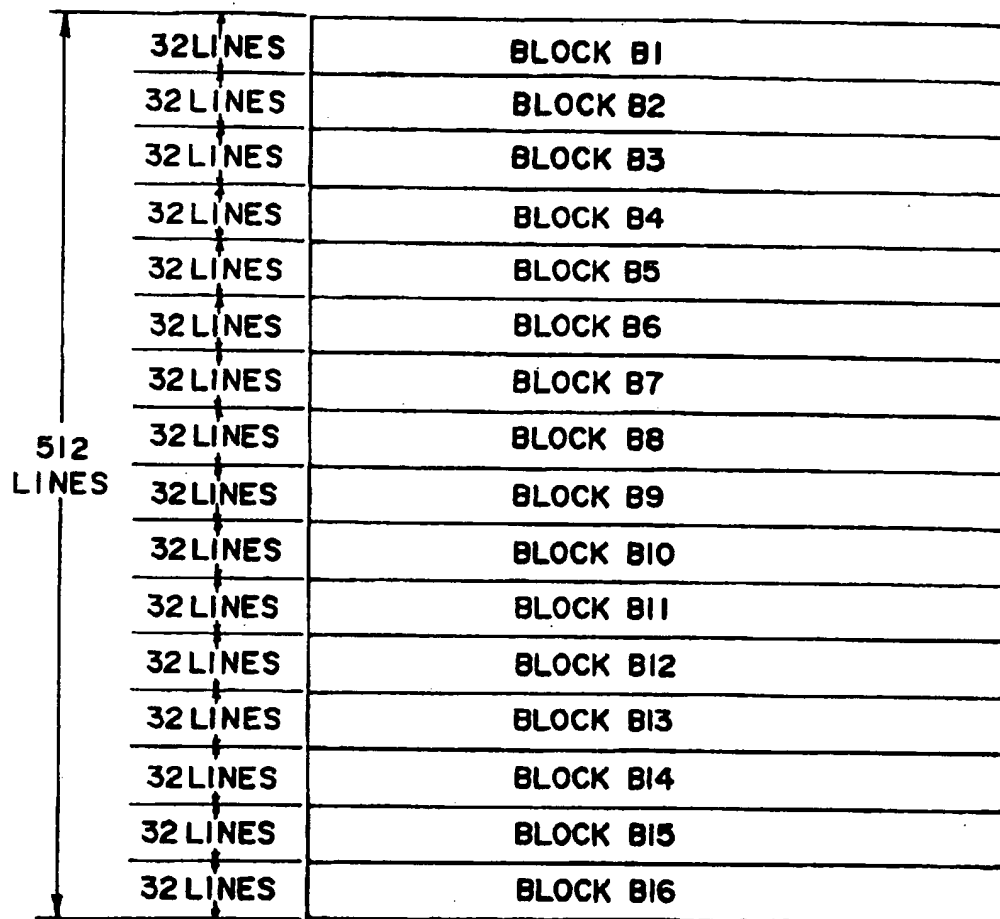 32 LINES BLOCK B1
32 LINES BLOCK B2
32 LINES BLOCK B3
32 LINES BLOCK B4
32 LINES BLOCK B5
32 LINES BLOCK B6
32 LINES BLOCK B7
32 LINES BLOCK B8
512
LINES
32 LINES BLOCK B9
32 LINES BLOCK B10
32 LINES BLOCK B11
32 LINES BLOCK B12
32 LINES BLOCK B13
32 LINES BLOCK B14
32 LINES BLOCK B15
32 LINES BLOCK B16